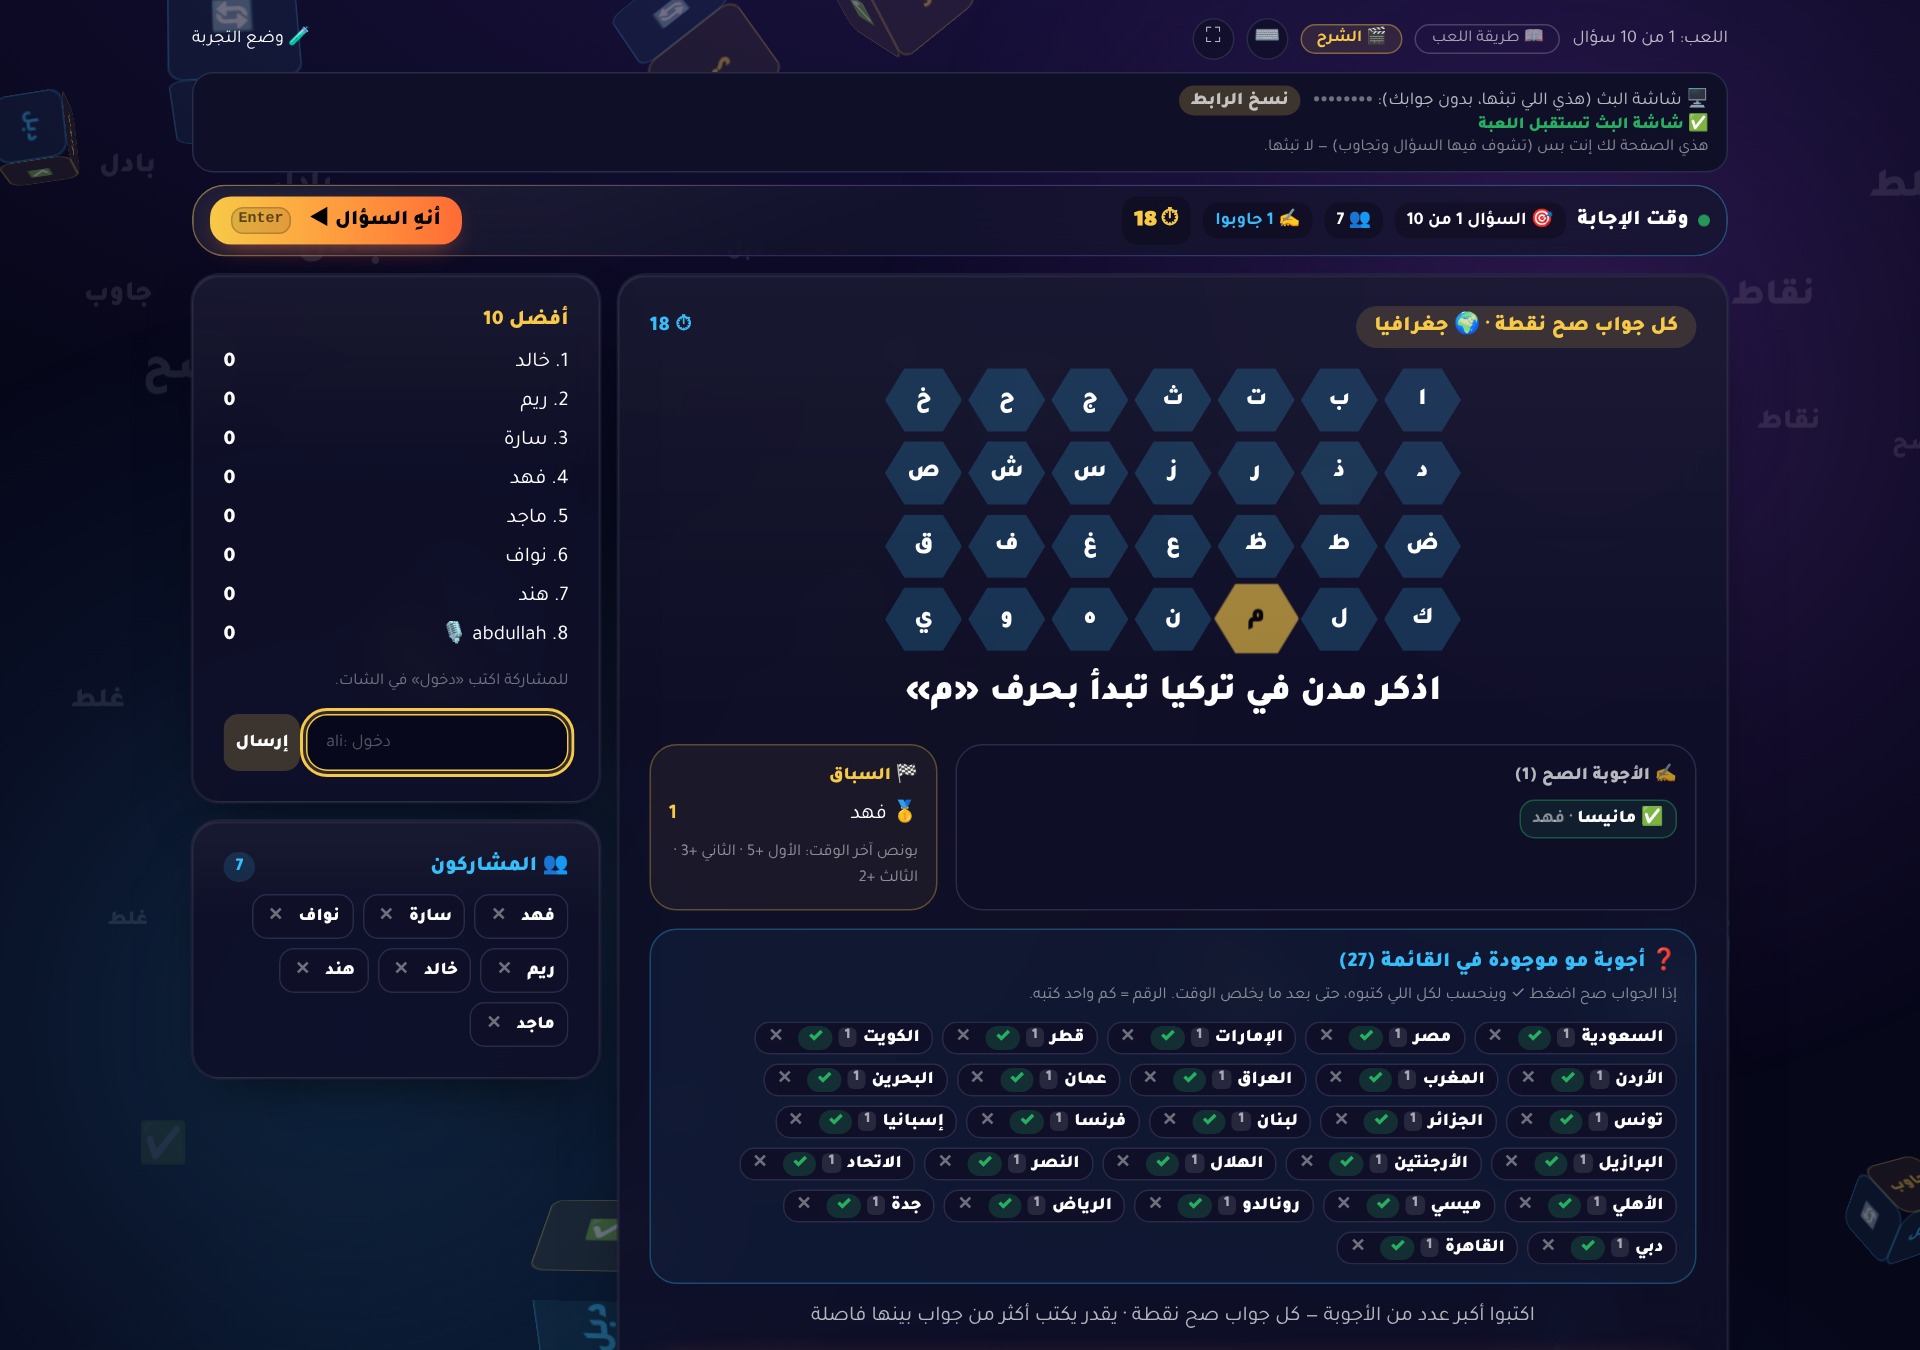 اللعب: 1 من 10 سؤال
📖 طريقة اللعب
🎬 الشرح
🧪 وضع التجربة
🖥️ شاشة البث (هذي اللي تبثها، بدون جوابك): •••••••• نسخ الرابط
✅ شاشة البث تستقبل اللعبة
هذي الصفحة لك إنت بس (تشوف فيها السؤال وتجاوب) – لا تبثها.
وقت الإجابة
🎯 السؤال 1 من 10
👥 7
✍️ 1 جاوبوا
⏱ 18
أنهِ السؤال ◀ Enter
كل جواب صح نقطة · 🌍 جغرافيا
⏱ 18
ا ب ت ث ج ح خ
د ذ ر ز س ش ص
ض ط ظ ع غ ف ق
ك ل م ن ه و ي
اذكر مدن في تركيا تبدأ بحرف «م»
✍️ الأجوبة الصح (1)
✅ مانيسا · فهد
🏁 السباق
🥇 فهد 1
بونص آخر الوقت: الأول +5 · الثاني +3 ·
الثالث +2
❓ أجوبة مو موجودة في القائمة (27)
إذا الجواب صح اضغط ✓ وينحسب لكل اللي كتبوه، حتى بعد ما يخلص الوقت. الرقم = كم واحد كتبه.
السعودية 1 ✓ ✕ مصر 1 ✓ ✕ الإمارات 1 ✓ ✕ قطر 1 ✓ ✕ الكويت 1 ✓ ✕
الأردن 1 ✓ ✕ المغرب 1 ✓ ✕ العراق 1 ✓ ✕ عمان 1 ✓ ✕ البحرين 1 ✓ ✕
تونس 1 ✓ ✕ الجزائر 1 ✓ ✕ لبنان 1 ✓ ✕ فرنسا 1 ✓ ✕ إسبانيا 1 ✓ ✕
البرازيل 1 ✓ ✕ الأرجنتين 1 ✓ ✕ الهلال 1 ✓ ✕ النصر 1 ✓ ✕ الاتحاد 1 ✓ ✕
الأهلي 1 ✓ ✕ ميسي 1 ✓ ✕ رونالدو 1 ✓ ✕ الرياض 1 ✓ ✕ جدة 1 ✓ ✕
دبي 1 ✓ ✕ القاهرة 1 ✓ ✕
اكتبوا أكبر عدد من الأجوبة – كل جواب صح نقطة · يقدر يكتب أكثر من جواب بينها فاصلة
أفضل 10
1. خالد 0
2. ريم 0
3. سارة 0
4. فهد 0
5. ماجد 0
6. نواف 0
7. هند 0
8. abdullah 🎙️ 0
للمشاركة اكتب «دخول» في الشات.
ali: دخول
إرسال
👥 المشاركون 7
فهد ✕ سارة ✕ نواف ✕
ريم ✕ خالد ✕ هند ✕
ماجد ✕
بادل
جاوب
غلط
غلط
نقاط
نقاط
دبل
دبل